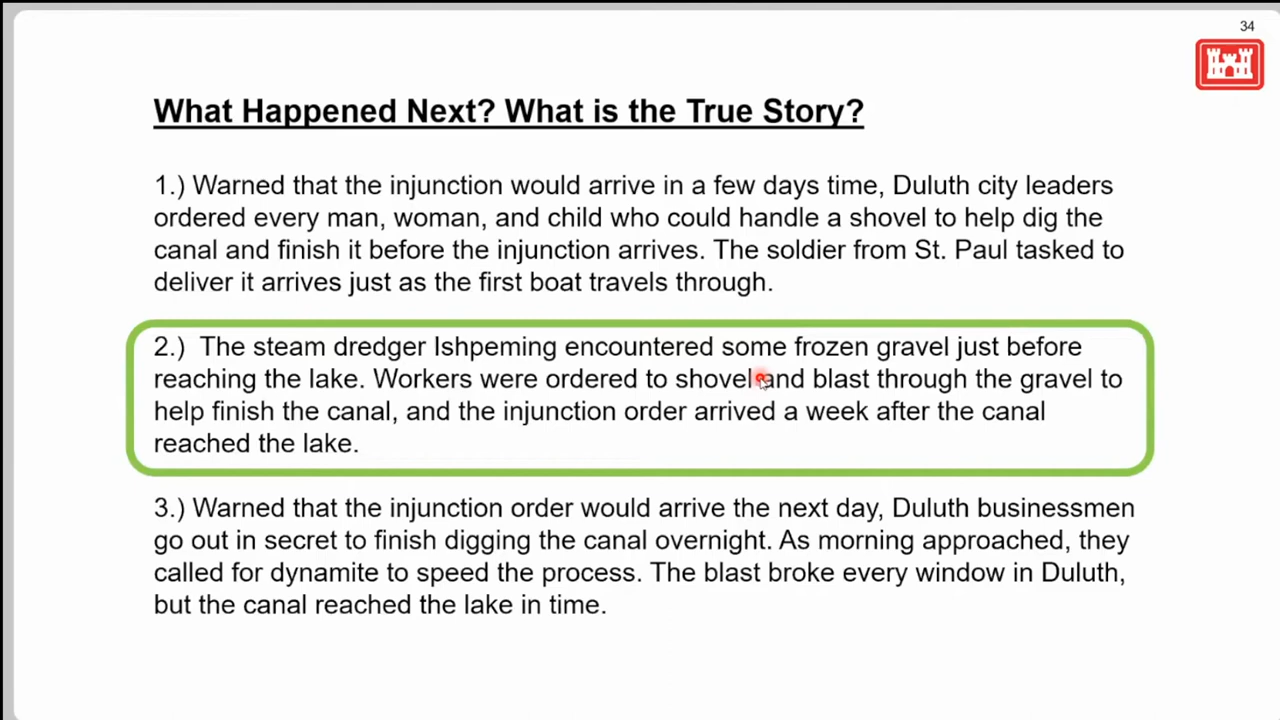 34
What Happened Next? What is the True Story?
1.) Warned that the injunction would arrive in a few days time, Duluth city leaders
ordered every man, woman, and child who could handle a shovel to help dig the
canal and finish it before the injunction arrives. The soldier from St. Paul tasked to
deliver it arrives just as the first boat travels through.
2.) The steam dredger Ishpeming encountered some frozen gravel just before
reaching the lake. Workers were ordered to shovel and blast through the gravel to
help finish the canal, and the injunction order arrived a week after the canal
reached the lake.
3.) Warned that the injunction order would arrive the next day, Duluth businessmen
go out in secret to finish digging the canal overnight. As morning approached, they
called for dynamite to speed the process. The blast broke every window in Duluth,
but the canal reached the lake in time.